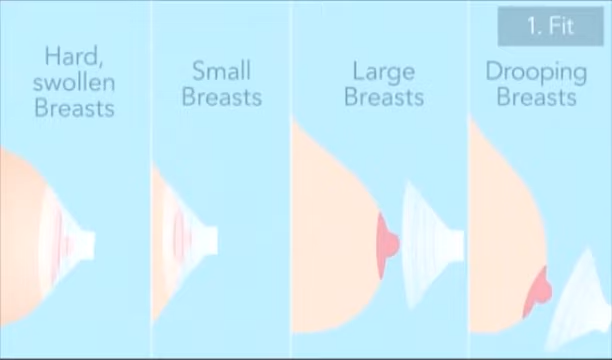 1. Fit
Hard,
swollen
Breasts
Small
Breasts
Large
Breasts
Drooping
Breasts